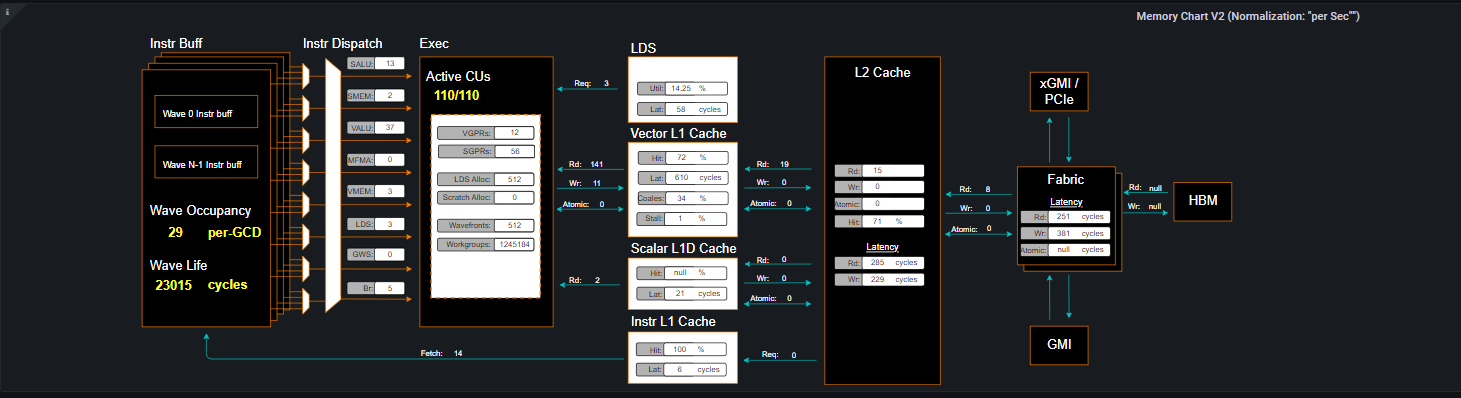 i
Memory Chart V2 (Normalization: "per Sec"")
Instr Buff
Wave 0 Instr buff
Wave N-1 Instr buff
Wave Occupancy
29 per-GCD
Wave Life
23015 cycles
Instr Dispatch
SALU: 13
SMEM: 2
VALU: 37
MFMA: 0
VMEM: 3
LDS: 3
GWS: 0
Br: 5
Exec
Active CUs
110/110
VGPRs: 12
SGPRs: 56
LDS Alloc: 512
Scratch Alloc: 0
Wavefronts: 512
Workgroups: 1245184
Req: 3
Rd: 141
Wr: 11
Atomic: 0
Rd: 2
Fetch: 14
LDS
Util: 14.25 %
Lat: 58 cycles
Vector L1 Cache
Hit: 72 %
Lat: 610 cycles
Coales: 34 %
Stall: 1 %
Scalar L1D Cache
Hit: null %
Lat: 21 cycles
Instr L1 Cache
Hit: 100 %
Lat: 6 cycles
Rd: 19
Wr: 0
Atomic: 0
Rd: 0
Wr: 0
Atomic: 0
Req: 0
L2 Cache
Rd: 15
Wr: 0
Atomic: 0
Hit: 71 %
Latency
Rd: 285 cycles
Wr: 229 cycles
Rd: 8
Wr: 0
Atomic: 0
xGMI /
PCIe
Fabric
Latency
Rd: 251 cycles
Wr: 381 cycles
Atomic: null cycles
GMI
Rd: null
Wr: null
HBM